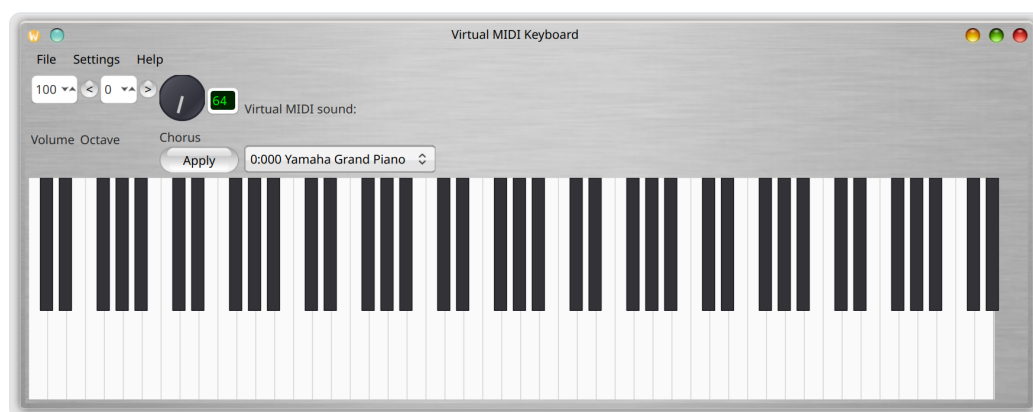 Virtual MIDI Keyboard
File Settings Help
100 < 0 > 64 Virtual MIDI sound:
Volume Octave Chorus
Apply 0:000 Yamaha Grand Piano